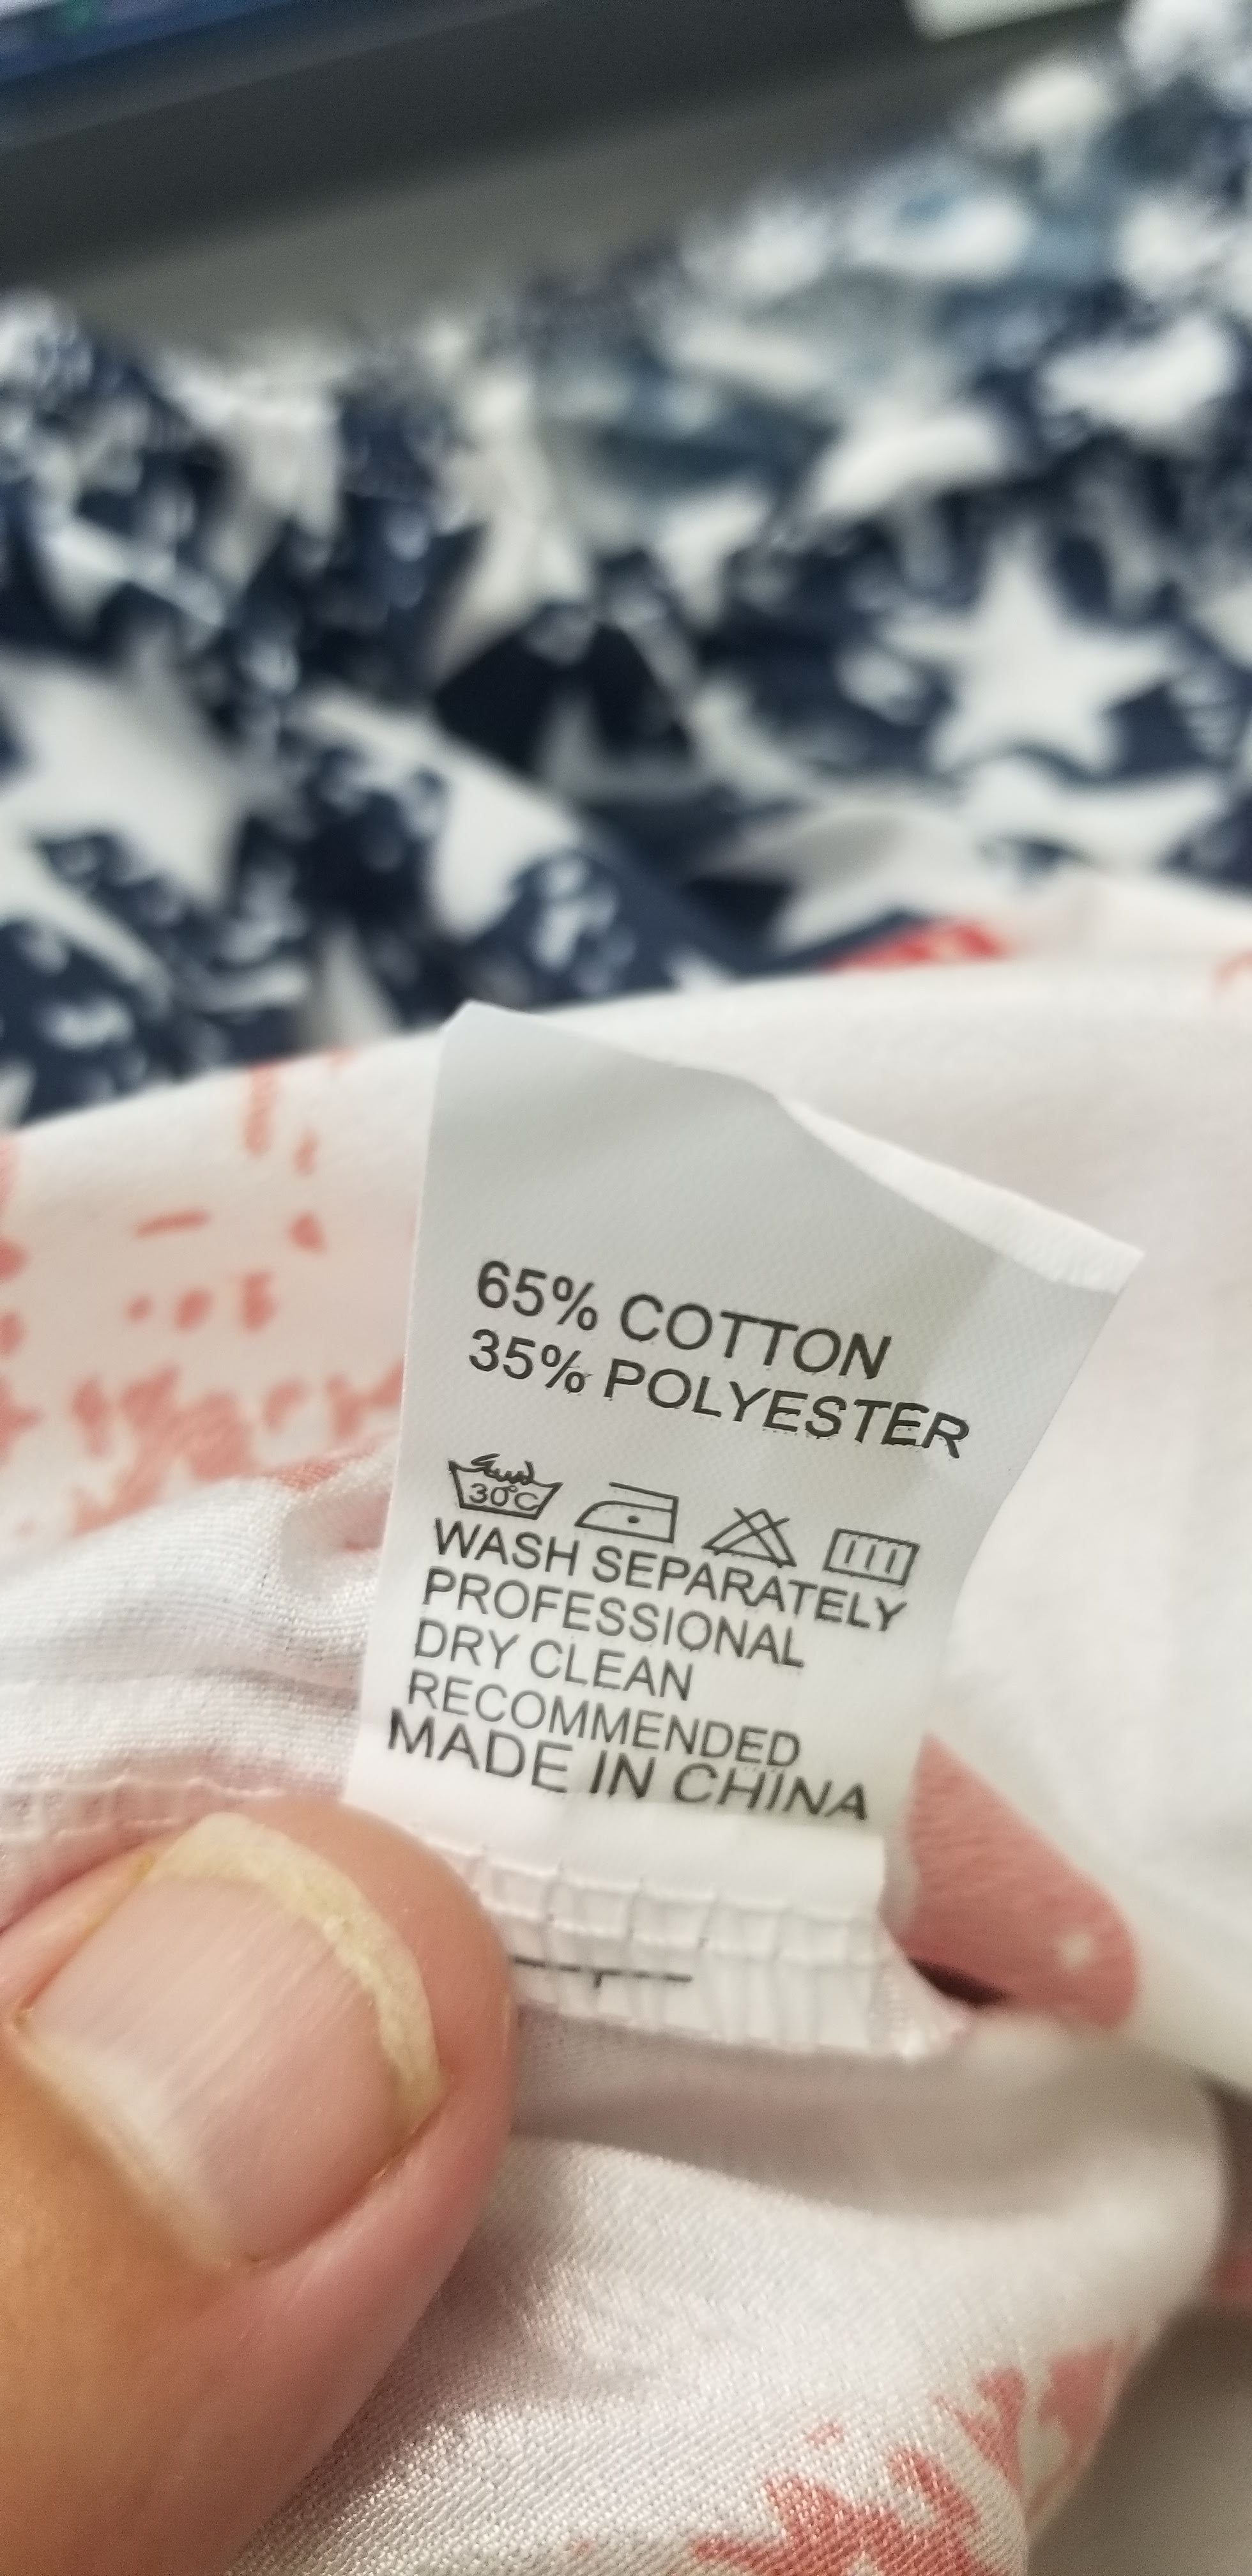 65% COTTON
35% POLYESTER
30°C
WASH SEPARATELY
PROFESSIONAL
DRY CLEAN
RECOMMENDED
MADE IN CHINA